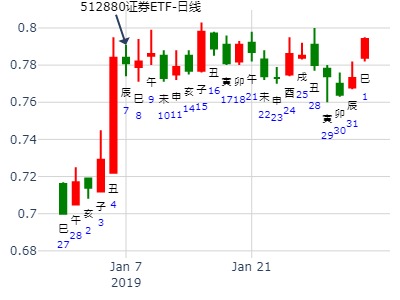 512880证券ETF-日线
0.8
0.78
0.76
0.74
0.72
0.7
0.68
巳
27
午
28
亥
2
子
3
丑
4
辰
7
巳
8
午
9
未
10
申
11
亥
14
子
15
丑
16
寅
17
卯
18
午
21
未
22
申
23
酉
24
戌
25
丑
28
寅
29
卯
30
辰
31
巳
1
Jan 7
2019
Jan 21